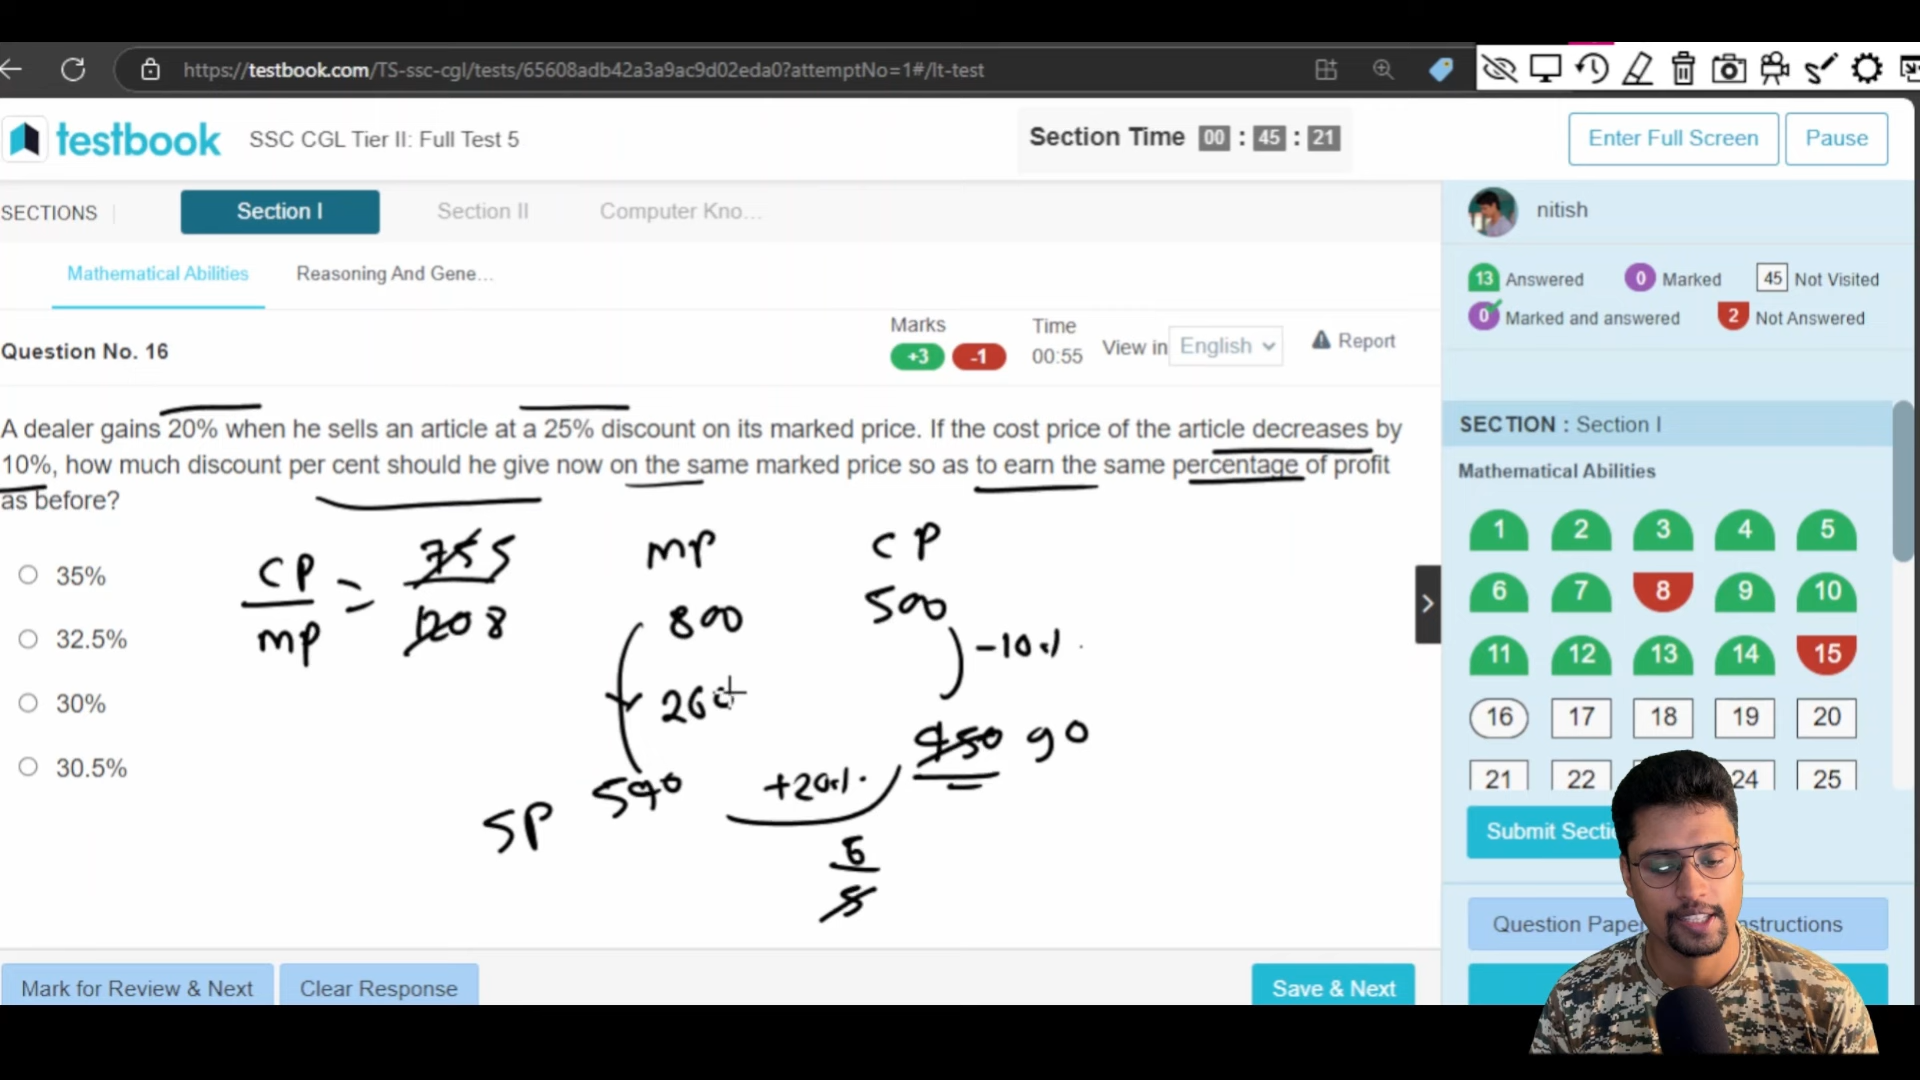 https://testbook.com/TS-ssc-cgl/tests/65608adb42a3a9ac9d02eda0?attemptNo=1#/lt-test
testbook
SSC CGL Tier II: Full Test 5
Section Time 00 : 45 : 21
Enter Full Screen
Pause
SECTIONS
Section I
Section II
Computer Kno...
nitish
Mathematical Abilities
Reasoning And Gene...
13 Answered
0 Marked
45 Not Visited
0 Marked and answered
2 Not Answered
Question No. 16
Marks
+3 -1
Time
00:55
View in English
Report
A dealer gains 20% when he sells an article at a 25% discount on its marked price. If the cost price of the article decreases by
10%, how much discount per cent should he give now on the same marked price so as to earn the same percentage of profit
as before?
35%
32.5%
30%
30.5%
CP
MP
=
75 5
120 8
MP
800
260
540
CP
500
-10%
450 90
+20%
SP
6
5
SECTION : Section I
Mathematical Abilities
1 2 3 4 5
6 7 8 9 10
11 12 13 14 15
16 17 18 19 20
21 22 24 25
Submit Secti
Question Pape
nstructions
Mark for Review & Next
Clear Response
Save & Next